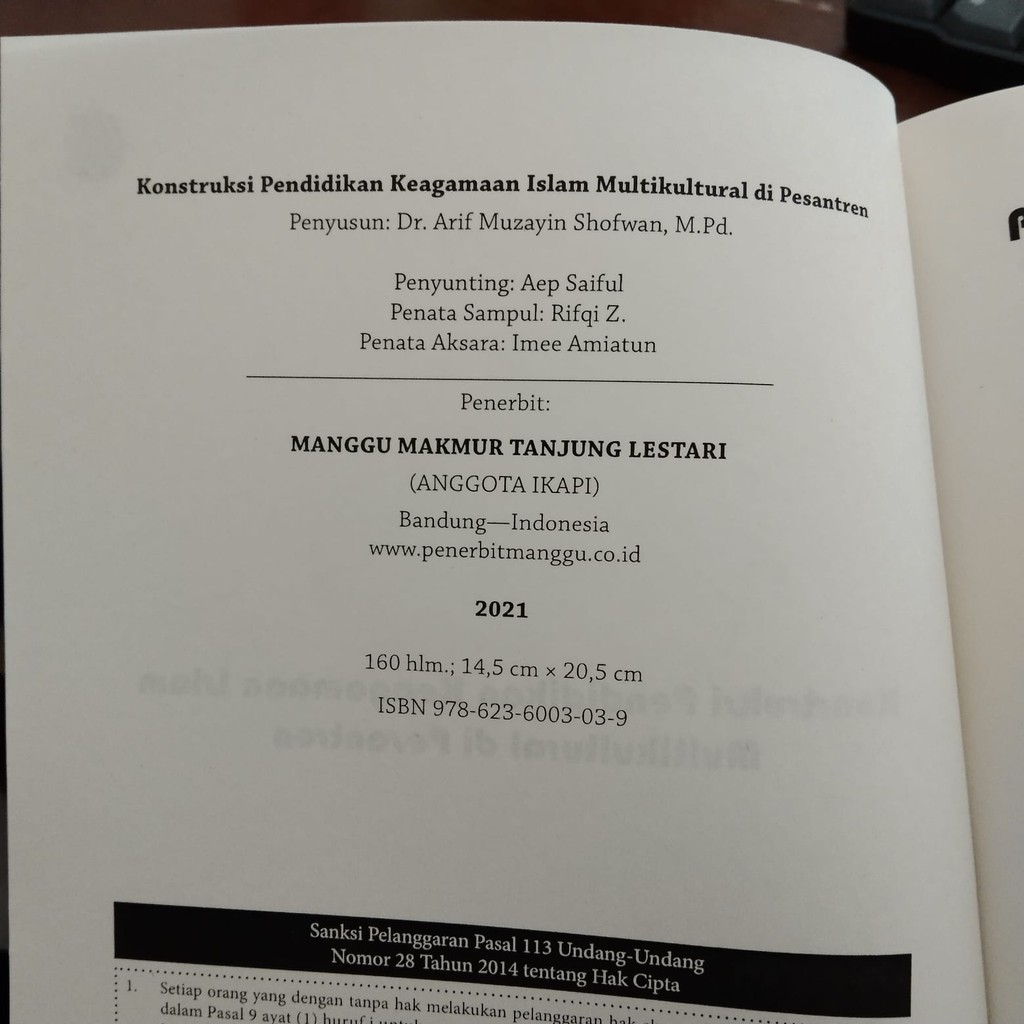 Konstruksi Pendidikan Keagamaan Islam Multikultural di Pesantren
Penyusun: Dr. Arif Muzayin Shofwan, M.Pd.
Penyunting: Aep Saiful
Penata Sampul: Rifqi Z.
Penata Aksara: Imee Amiatun
Penerbit:
MANGGU MAKMUR TANJUNG LESTARI
(ANGGOTA IKAPI)
Bandung—Indonesia
www.penerbitmanggu.co.id
2021
160 hlm.; 14,5 cm × 20,5 cm
ISBN 978-623-6003-03-9
Sanksi Pelanggaran Pasal 113 Undang-Undang
Nomor 28 Tahun 2014 tentang Hak Cipta
1. Setiap orang yang dengan tanpa hak melakukan pelanggaran hak
dalam Pasal 9 ayat (1) huruf i